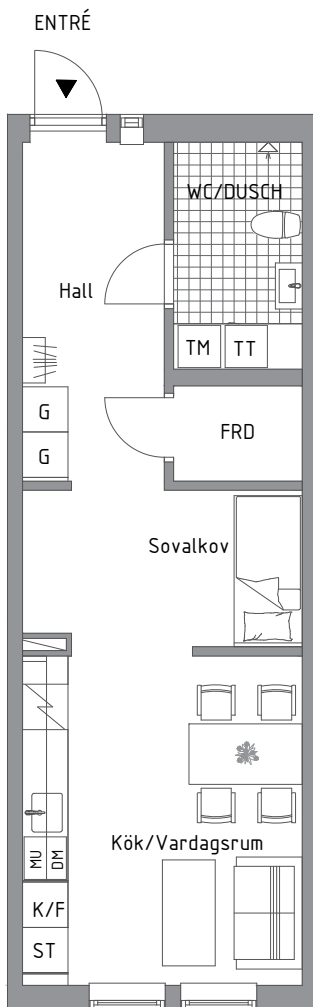 ENTRÉ
WC/DUSCH
Hall
TM
TT
G
G
FRD
Sovalkov
MU
DM
Kök/Vardagsrum
K/F
ST